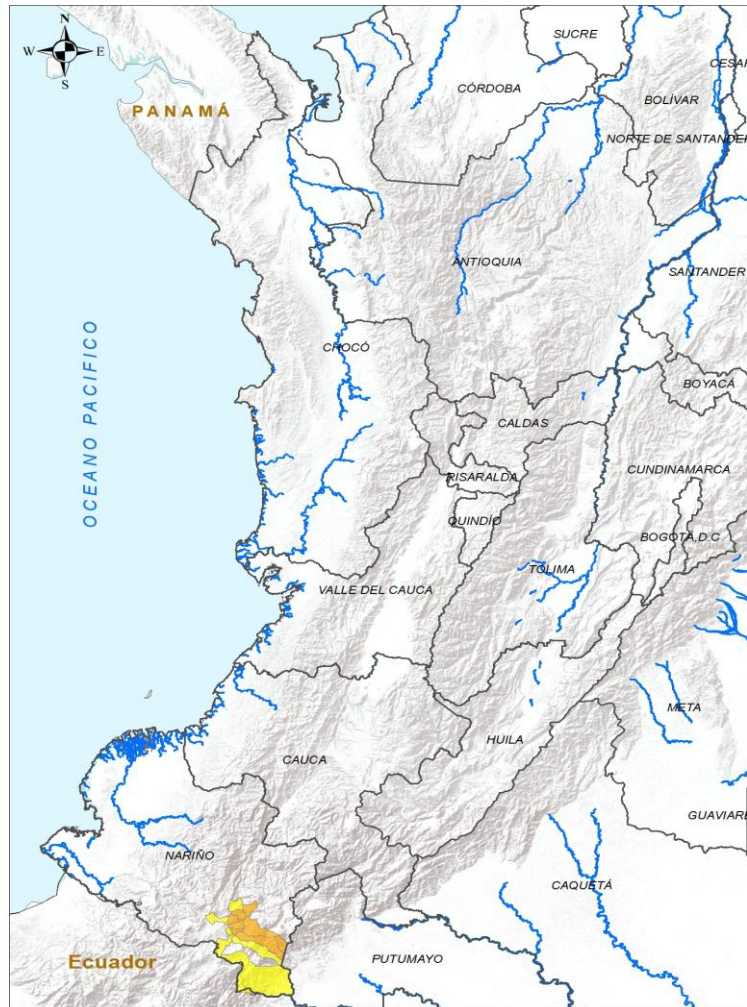 N
W E
S
PANAMÁ
SUCRE
CESAR
CÓRDOBA
BOLÍVAR
NORTE DE SANTANDER
ANTIOQUIA
SANTANDER
OCEANO PACIFICO
CHOCÓ
BOYACÁ
CALDAS
CUNDINAMARCA
RISARALDA
QUINDÍO
BOGOTÁ,D.C
TOLIMA
VALLE DEL CAUCA
META
HUILA
CAUCA
GUAVIARE
NARIÑO
CAQUETÁ
Ecuador
PUTUMAYO